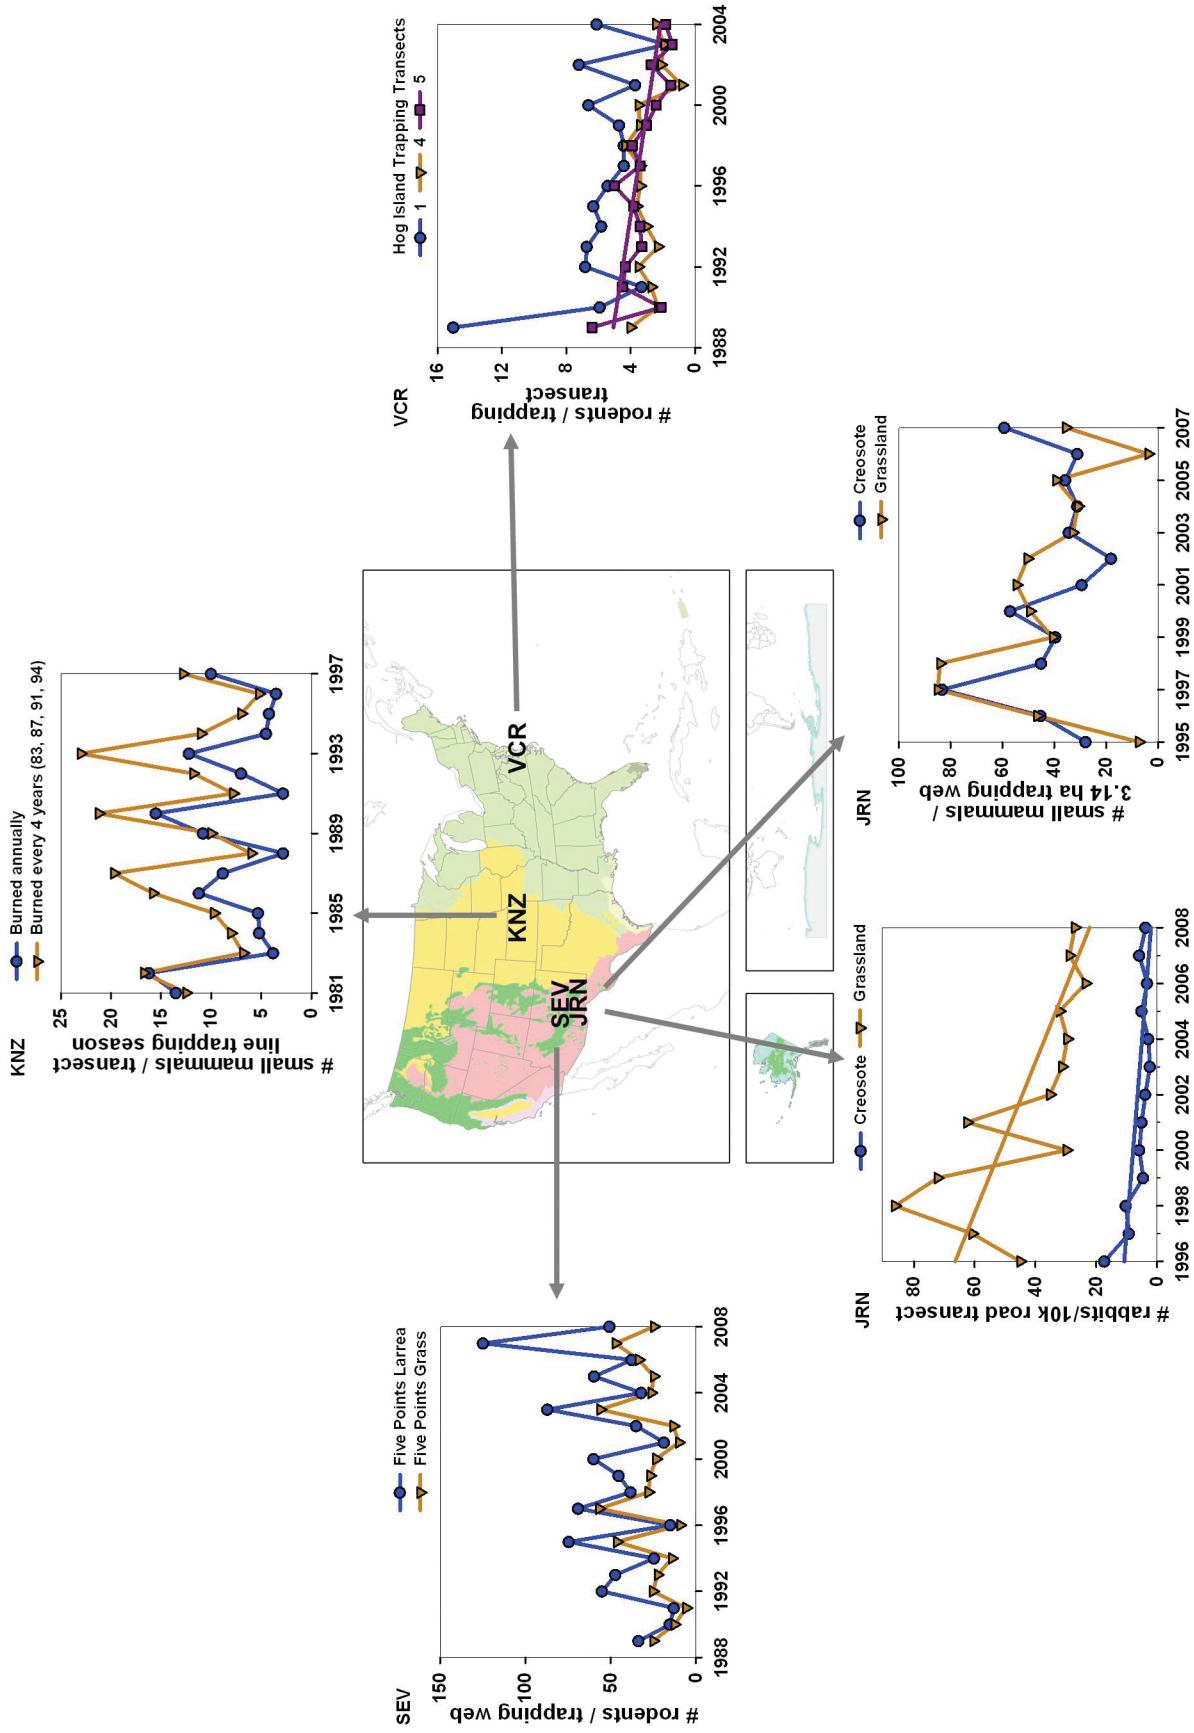 KNZ
Burned annually
Burned every 4 years (83, 87, 91, 94)
# small mammals / transect
line trapping season
25
20
15
10
5
0
1981
1985
1989
1993
1997
SEV
Five Points Larrea
Five Points Grass
# rodents / trapping web
150
100
50
0
1988
1992
1996
2000
2004
2008
KNZ
SEV
JRN
VCR
VCR
Hog Island Trapping Transects
1 4 5
# rodents / trapping
transect
16
12
8
4
0
1988
1992
1996
2000
2004
JRN
Creosote Grassland
# rabbits/10k road transect
80
60
40
20
0
1996
1998
2000
2002
2004
2006
2008
JRN
Creosote
Grassland
# small mammals /
3.14 ha trapping web
100
80
60
40
20
0
1995
1997
1999
2001
2003
2005
2007